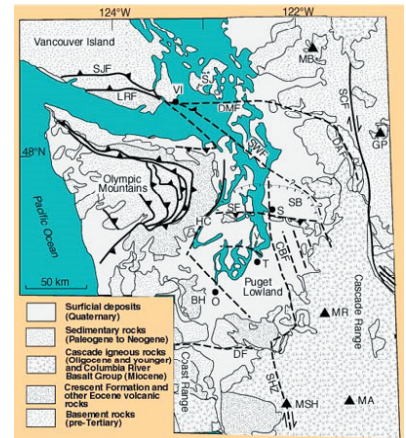 124°W
122°W
Vancouver Island
MB
SJF
SJ
VI
LRF
DMF
SCF
GP
48°N
Olympic
Mountains
SB
SF
S
HC
CBF
Pacific Ocean
T
Puget
Lowland
50 km
BH
O
Cascade Range
MR
Coast Range
DF
SHZ
MSH
MA
Surficial deposits
(Quaternary)
Sedimentary rocks
(Paleogene to Neogene)
Cascade igneous rocks
(Oligocene and younger)
and Columbia River
Basalt Group (Miocene)
Crescent Formation and
other Eocene volcanic
rocks
Basement rocks
(pre-Tertiary)